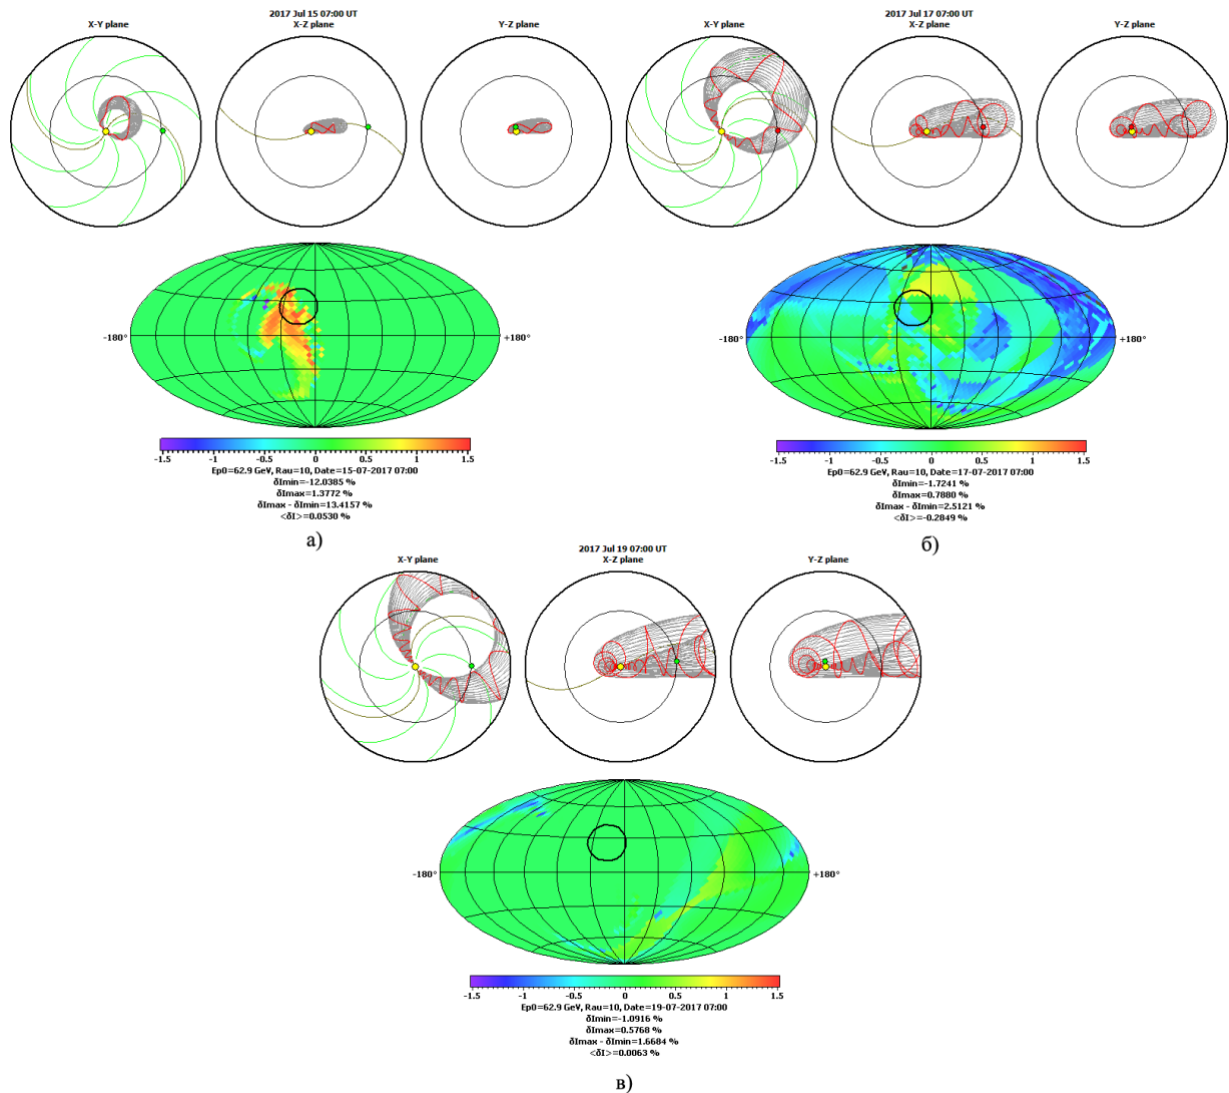 2017 Jul 15 07:00 UT
X-Y plane X-Z plane Y-Z plane
-180° +180°
-1.5 -1 -0.5 0 0.5 1 1.5
Ep0=62.9 GeV, Rau=10, Date=15-07-2017 07:00
δImin=-12.0385 %
δImax=1.3772 %
δImax - δImin=13.4157 %
<δI>=0.0530 %
а)
2017 Jul 17 07:00 UT
X-Y plane X-Z plane Y-Z plane
-180° +180°
-1.5 -1 -0.5 0 0.5 1 1.5
Ep0=62.9 GeV, Rau=10, Date=17-07-2017 07:00
δImin=-1.7241 %
δImax=0.7880 %
δImax - δImin=2.5121 %
<δI>=-0.2849 %
б)
2017 Jul 19 07:00 UT
X-Y plane X-Z plane Y-Z plane
-180° +180°
-1.5 -1 -0.5 0 0.5 1 1.5
Ep0=62.9 GeV, Rau=10, Date=19-07-2017 07:00
δImin=-1.0916 %
δImax=0.5768 %
δImax - δImin=1.6684 %
<δI>=0.0063 %
в)